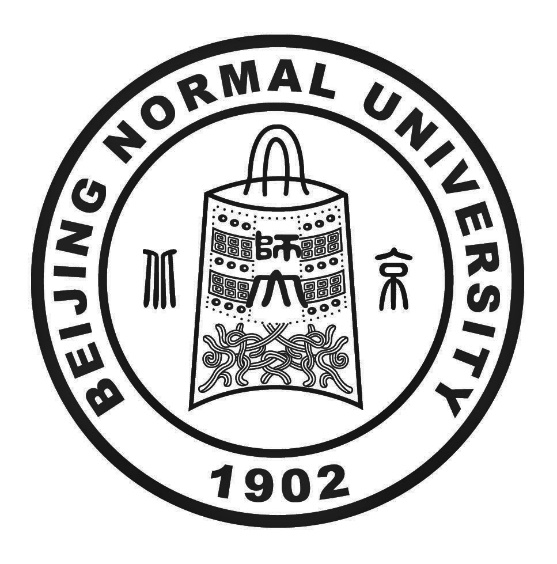 BEIJING NORMAL UNIVERSITY
北京
師
大
1902